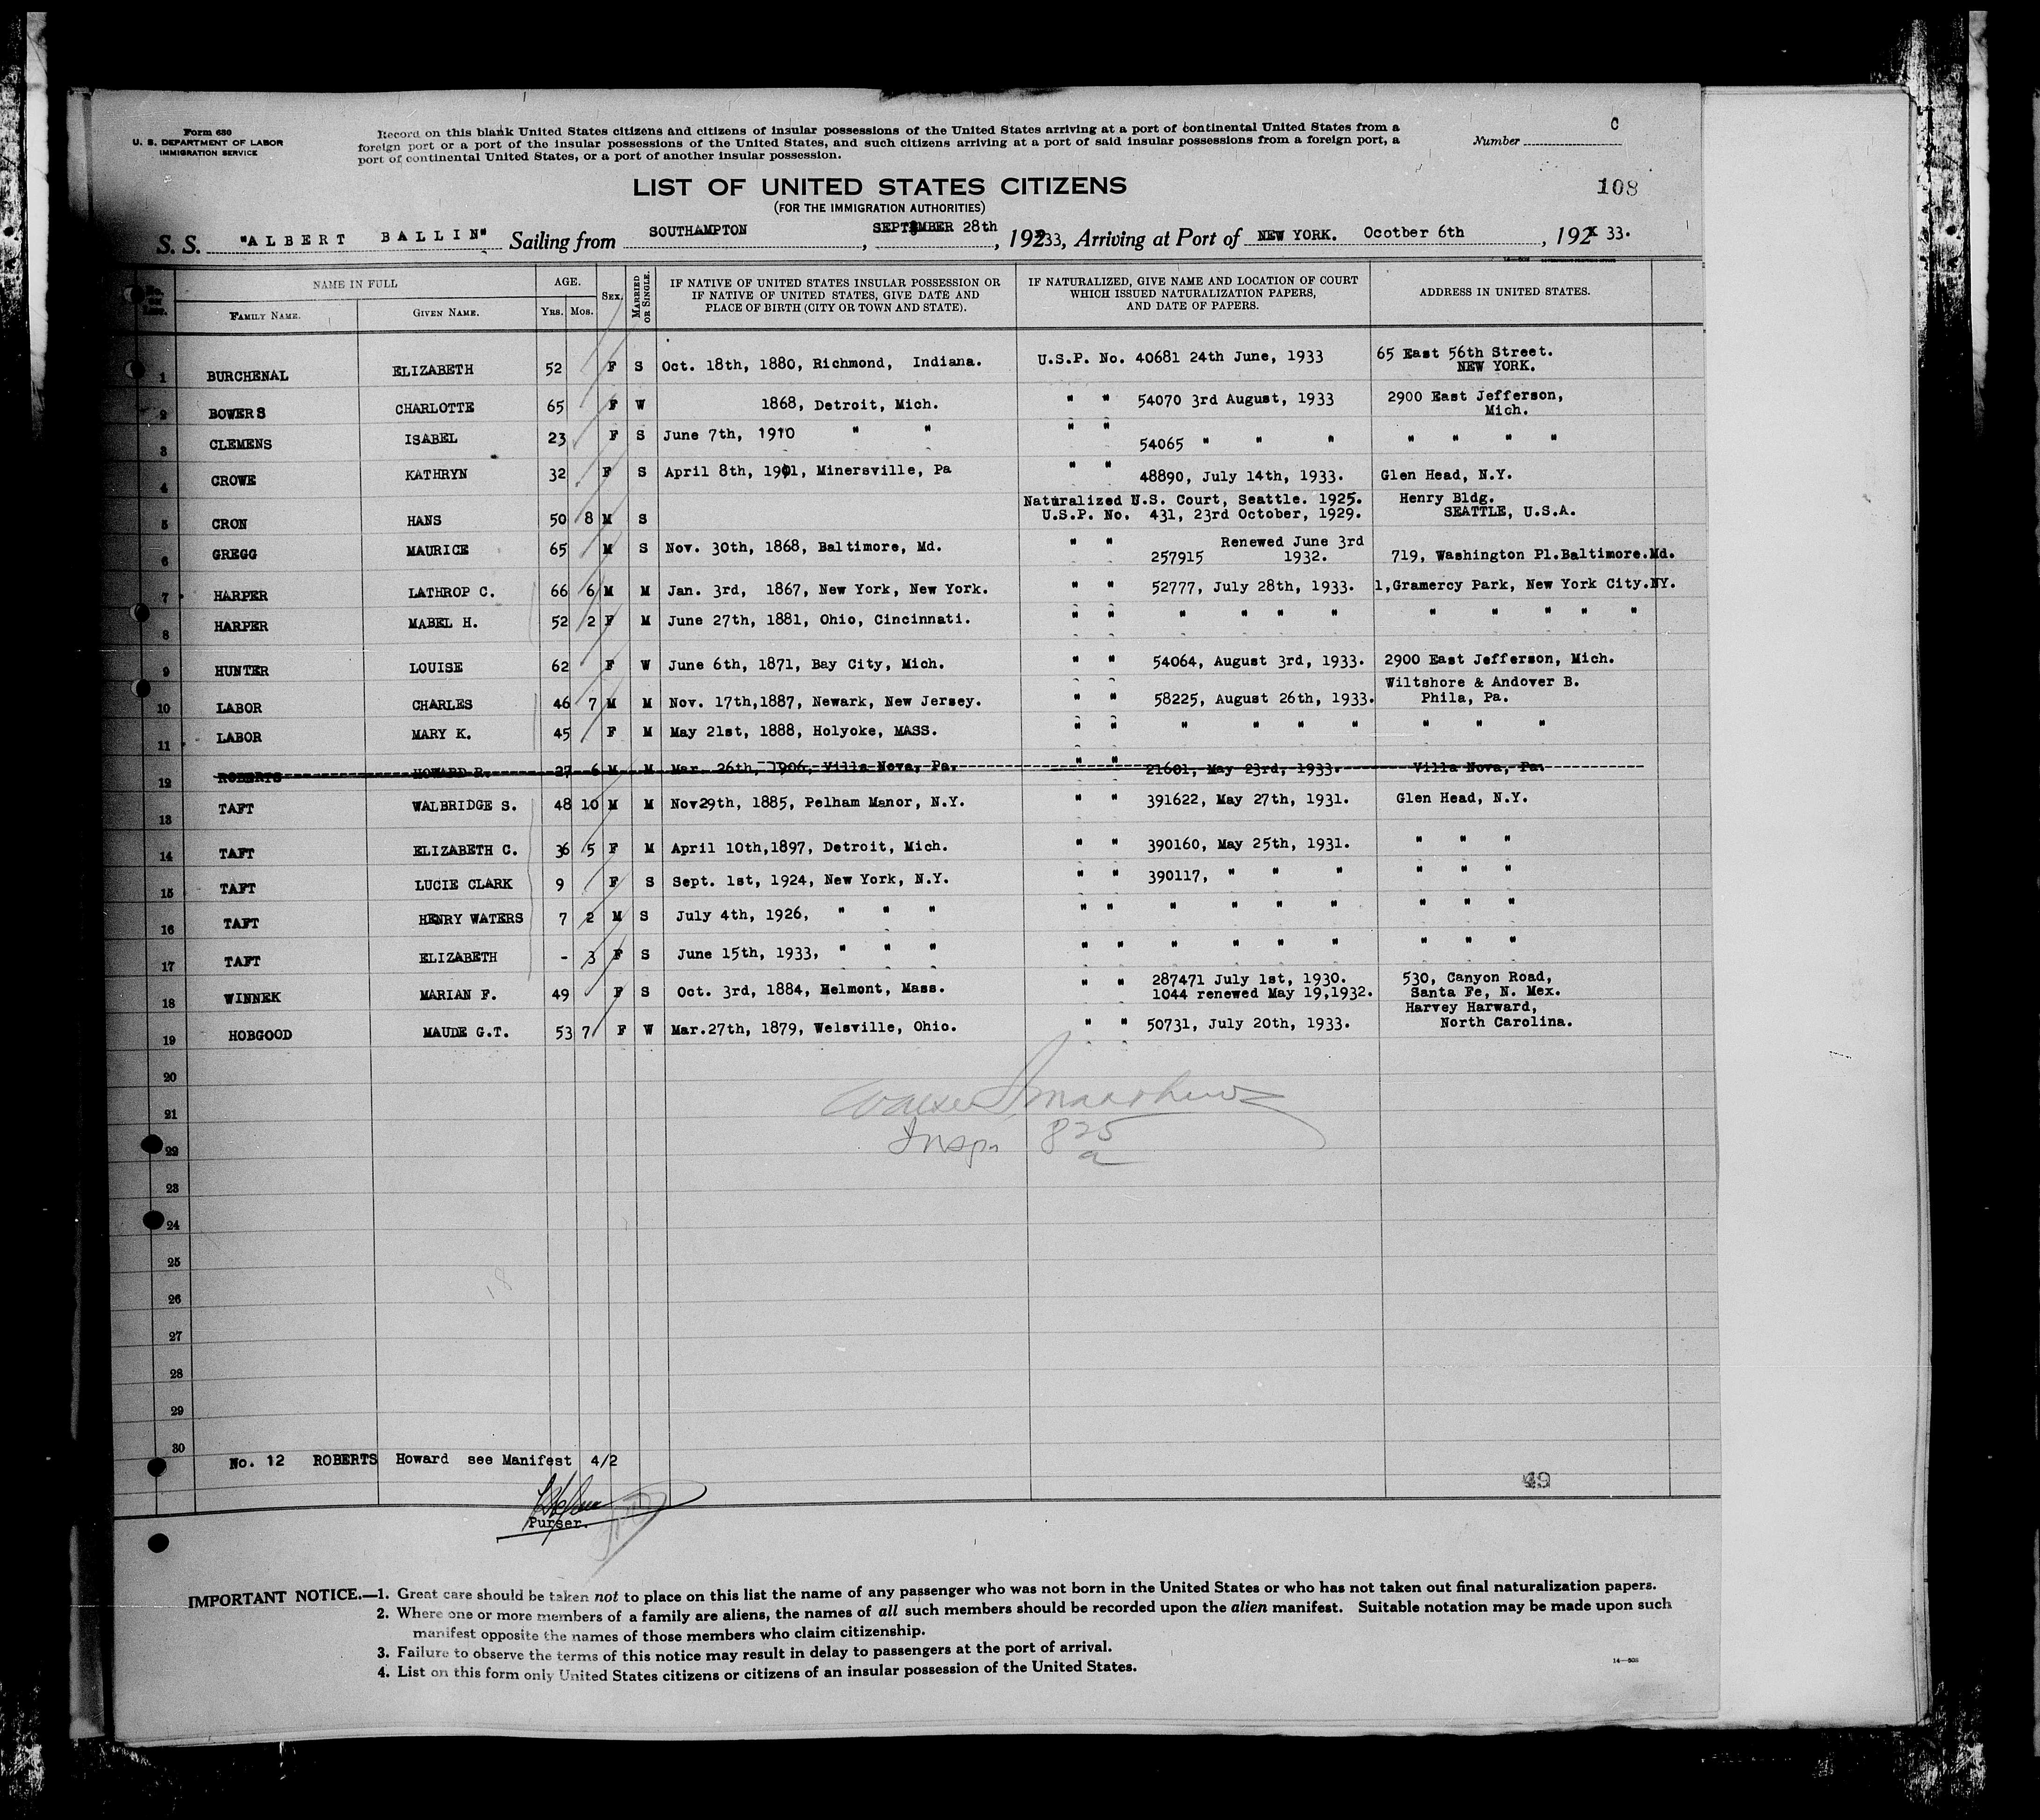 Form 630
U. S. DEPARTMENT OF LABOR
IMMIGRATION SERVICE
Record on this blank United States citizens and citizens of insular possessions of the United States arriving at a port of continental United States from a
foreign port or a port of the insular possessions of the United States, and such citizens arriving at a port of said insular possessions from a foreign port, a
port of continental United States, or a port of another insular possession.
Number C
108
LIST OF UNITED STATES CITIZENS
(FOR THE IMMIGRATION AUTHORITIES)
S. S. "ALBERT BALLIN" Sailing from SOUTHAMPTON, SEPTEMBER 28th, 1933, Arriving at Port of NEW YORK. Ocotber 6th, 192x 33.
No. on List. NAME IN FULL AGE. SEX. MARRIED OR SINGLE. IF NATIVE OF UNITED STATES INSULAR POSSESSION OR IF NATIVE OF UNITED STATES, GIVE DATE AND PLACE OF BIRTH (CITY OR TOWN AND STATE). IF NATURALIZED, GIVE NAME AND LOCATION OF COURT WHICH ISSUED NATURALIZATION PAPERS, AND DATE OF PAPERS. ADDRESS IN UNITED STATES.
FAMILY NAME. GIVEN NAME. YRS. MOS.
1 BURCHENAL ELIZABETH 52 F S Oct. 18th, 1880, Richmond, Indiana. U.S.P. No. 40681 24th June, 1933 65 East 56th Street. NEW YORK.
2 BOWERS CHARLOTTE 65 F W 1868, Detroit, Mich. " " 54070 3rd August, 1933 2900 East Jefferson, Mich.
3 CLEMENS ISABEL 23 F S June 7th, 1910 " " " " 54065 " " " " " " "
4 CROWE KATHRYN 32 F S April 8th, 1901, Minersville, Pa " " 48890, July 14th, 1933. Glen Head, N.Y.
5 CRON HANS 50 8 M S Naturalized U.S. Court, Seattle. 1925. U.S.P. No. 431, 23rd October, 1929. Henry Bldg. SEATTLE, U.S.A.
6 GREGG MAURICE 65 M S Nov. 30th, 1868, Baltimore, Md. " " 257915 Renewed June 3rd 1932. 719, Washington Pl.Baltimore.Md.
7 HARPER LATHROP C. 66 6 M M Jan. 3rd, 1867, New York, New York. " " 52777, July 28th, 1933. 1,Gramercy Park, New York City.NY.
8 HARPER MABEL H. 52 2 F M June 27th, 1881, Ohio, Cincinnati. " " " " " " " " " " "
9 HUNTER LOUISE 62 F W June 6th, 1871, Bay City, Mich. " " 54064, August 3rd, 1933. 2900 East Jefferson, Mich.
10 LABOR CHARLES 46 7 M M Nov. 17th,1887, Newark, New Jersey. " " 58225, August 26th, 1933. Wiltshore & Andover B. Phila, Pa.
11 LABOR MARY K. 45 F M May 21st, 1888, Holyoke, MASS. " " " " " " " " "
12 ROBERTS HOWARD R. 27 6 M M Mar. 26th, 1906, Villa Nova, Pa. " 21601, May 23rd, 1933. Villa Nova, Pa.
13 TAFT WALBRIDGE S. 48 10 M M Nov29th, 1885, Pelham Manor, N.Y. " " 391622, May 27th, 1931. Glen Head, N.Y.
14 TAFT ELIZABETH C. 36 5 F M April 10th,1897, Detroit, Mich. " " 390160, May 25th, 1931. " " "
15 TAFT LUCIE CLARK 9 F S Sept. 1st, 1924, New York, N.Y. " " 390117, " " " " " "
16 TAFT HENRY WATERS 7 2 M S July 4th, 1926, " " " " " " " " " " " "
17 TAFT ELIZABETH - 3 F S June 15th, 1933, " " " " " " " " " " " "
18 WINNEK MARIAN F. 49 F S Oct. 3rd, 1884, Belmont, Mass. " " 287471 July 1st, 1930. 1044 renewed May 19,1932. 530, Canyon Road, Santa Fe, N. Mex.
19 HOBGOOD MAUDE G.T. 53 7 F W Mar.27th, 1879, Welsville, Ohio. " " 50731, July 20th, 1933. Harvey Harward, North Carolina.
20
21
Insp. 825
22
23
24
25
18
26
27
28
29
30
No. 12 ROBERTS Howard see Manifest 4/2
49
Purser.
IMPORTANT NOTICE.—1. Great care should be taken not to place on this list the name of any passenger who was not born in the United States or who has not taken out final naturalization papers.
2. Where one or more members of a family are aliens, the names of all such members should be recorded upon the alien manifest. Suitable notation may be made upon such
manifest opposite the names of those members who claim citizenship.
3. Failure to observe the terms of this notice may result in delay to passengers at the port of arrival.
4. List on this form only United States citizens or citizens of an insular possession of the United States.
14—508